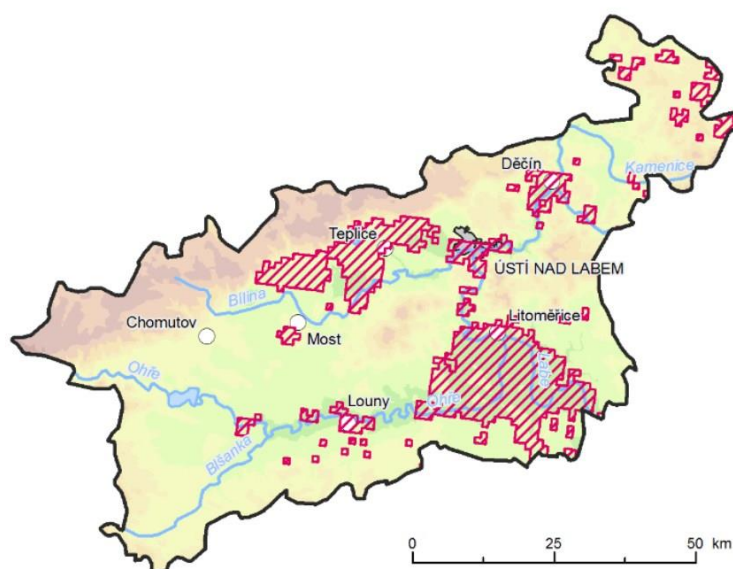 Děčín
Kamenice
Teplice
ÚSTÍ NAD LABEM
Bílina
Chomutov
Most
Litoměřice
Ohře
Labe
Louny
Ohře
Blšanka
0 25 50 km